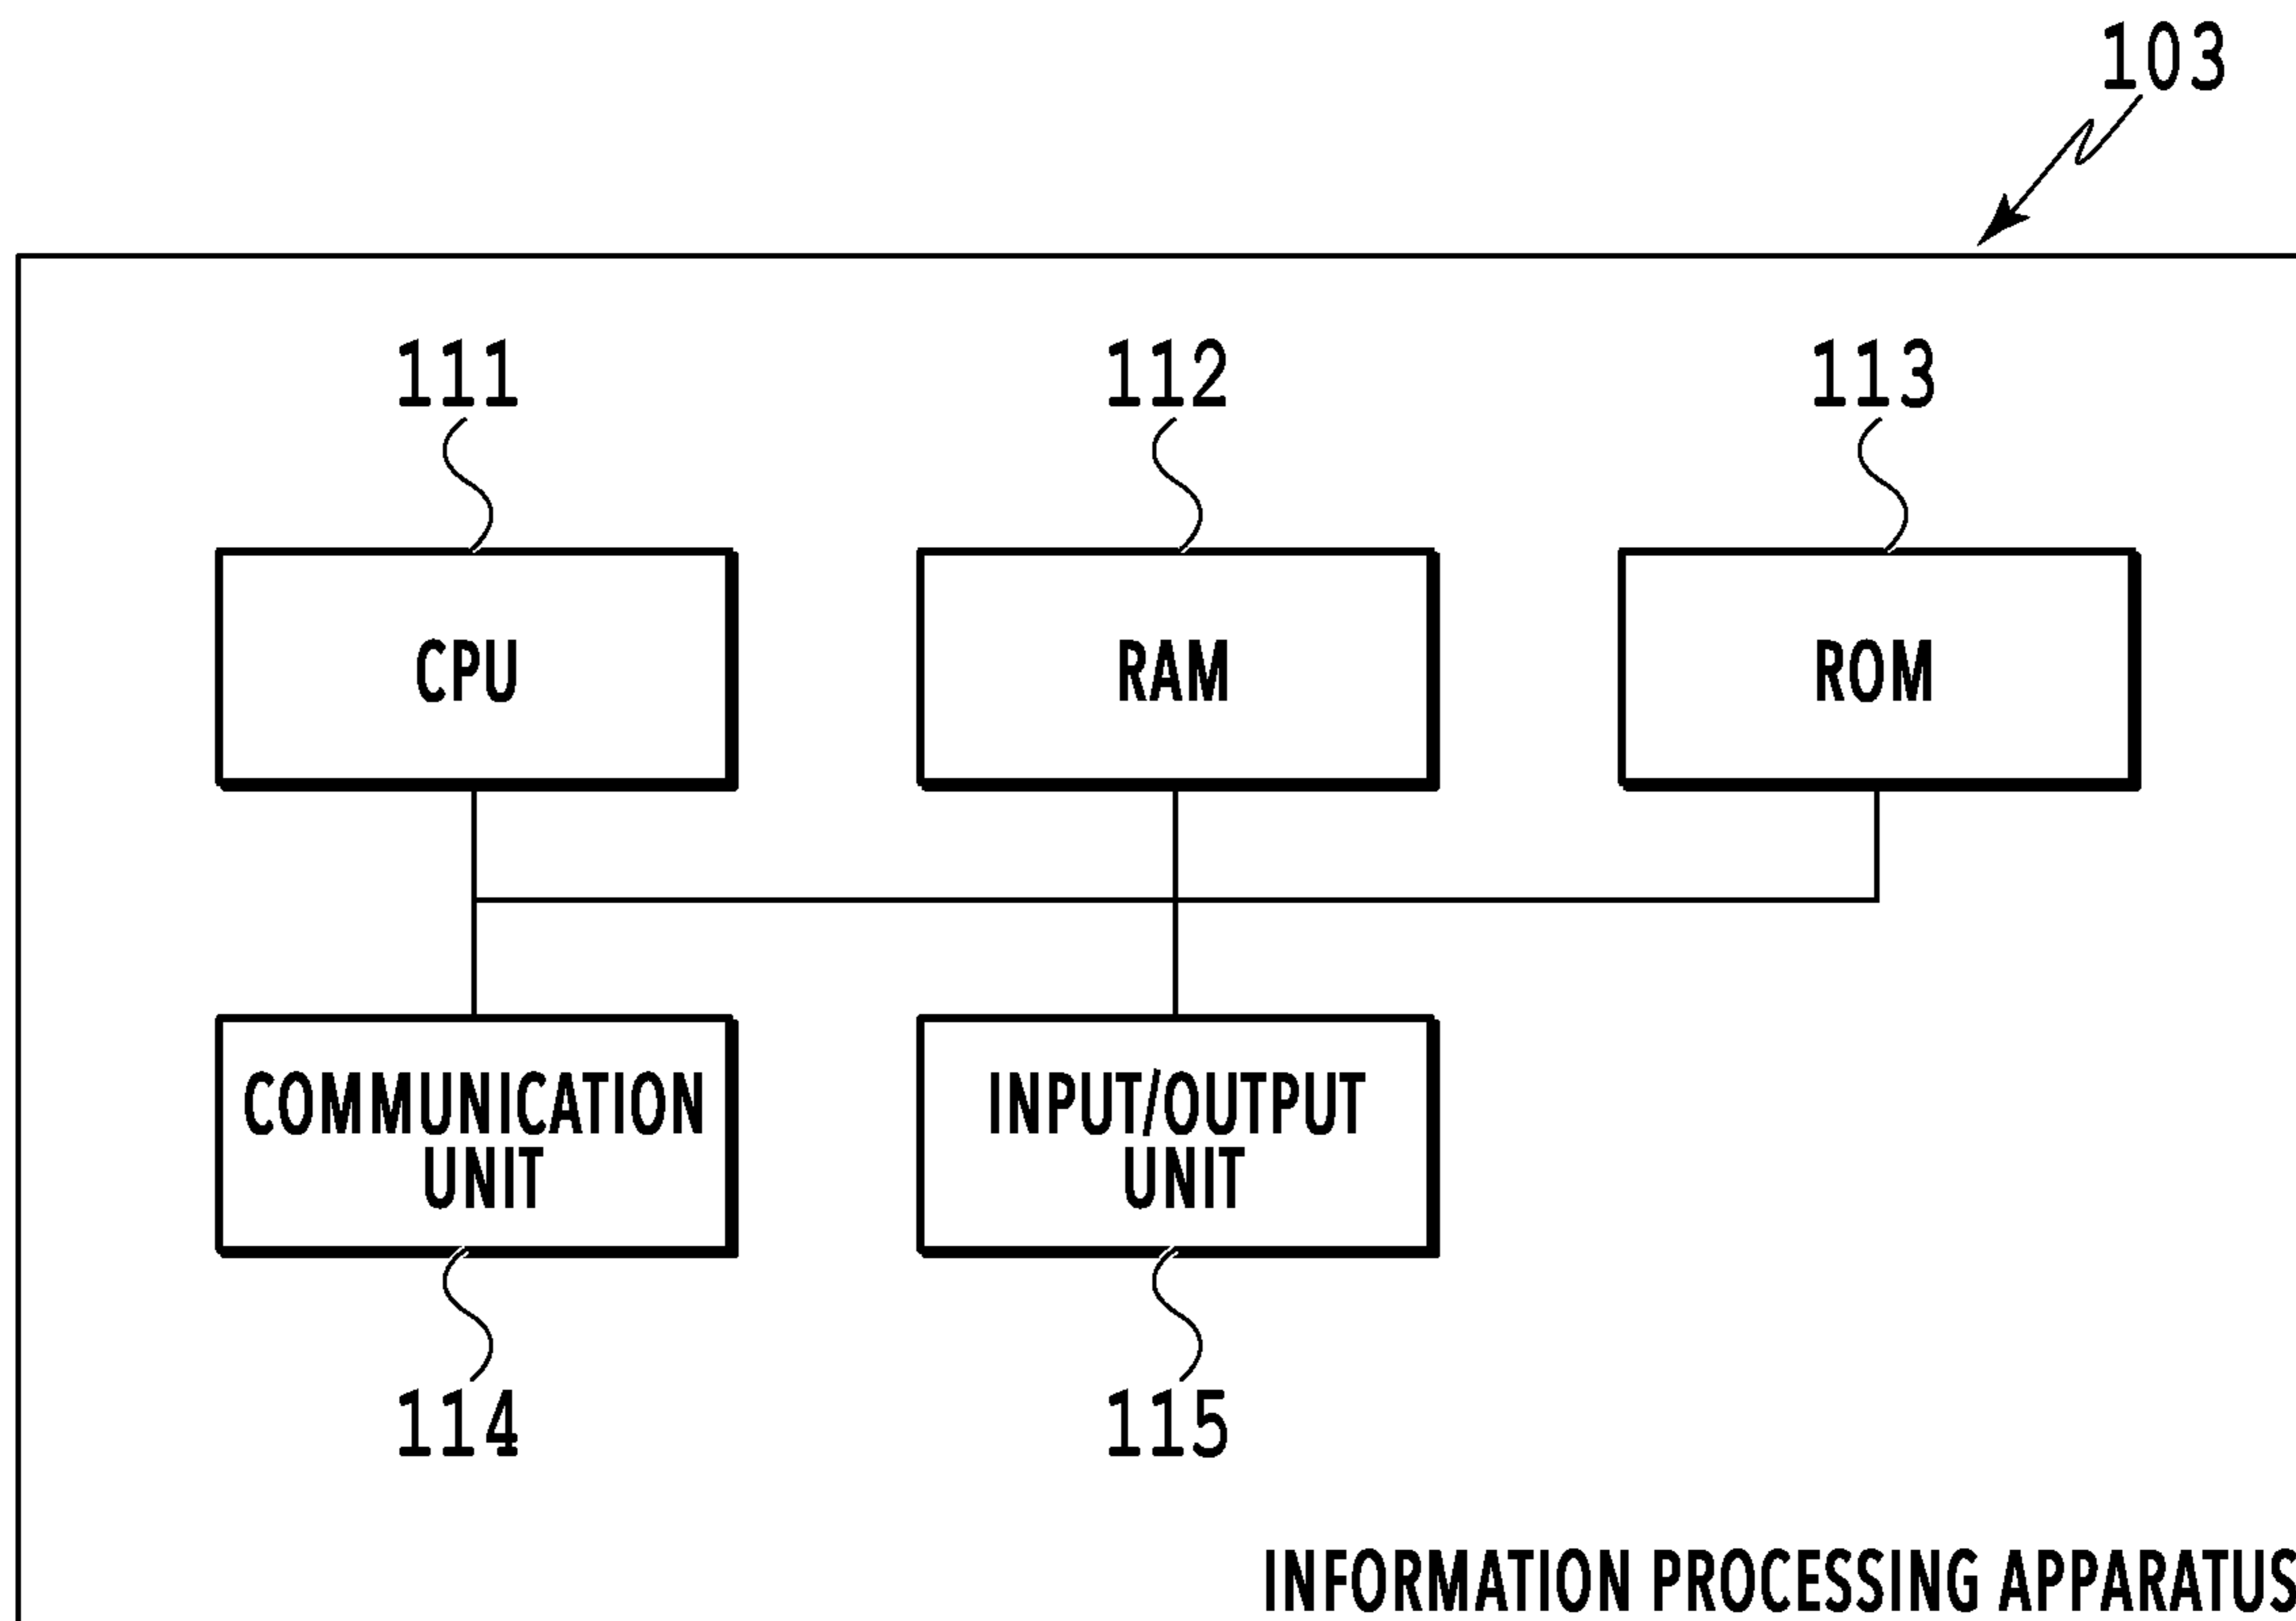 103
111
112
113
CPU
RAM
ROM
COMMUNICATION
UNIT
INPUT/OUTPUT
UNIT
114
115
INFORMATION PROCESSING APPARATUS